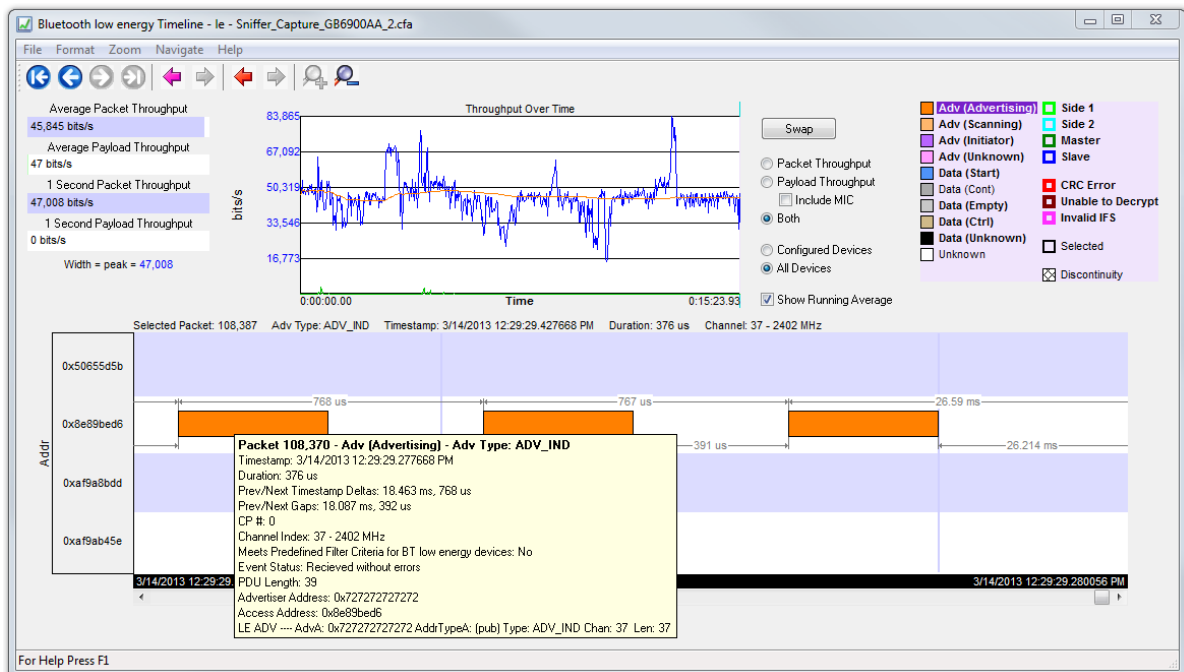 Bluetooth low energy Timeline - le - Sniffer_Capture_GB6900AA_2.cfa
File Format Zoom Navigate Help
Average Packet Throughput
45,845 bits/s
Average Payload Throughput
47 bits/s
1 Second Packet Throughput
47,008 bits/s
1 Second Payload Throughput
0 bits/s
Width = peak = 47,008
Throughput Over Time
83,865
67,092
50,319
33,546
16,773
bits/s
0:00:00.00 Time 0:15:23.93
Swap
Packet Throughput
Payload Throughput
Include MIC
Both
Configured Devices
All Devices
Show Running Average
Adv (Advertising)
Adv (Scanning)
Adv (Initiator)
Adv (Unknown)
Data (Start)
Data (Cont)
Data (Empty)
Data (Ctrl)
Data (Unknown)
Unknown
Side 1
Side 2
Master
Slave
CRC Error
Unable to Decrypt
Invalid IFS
Selected
Discontinuity
Selected Packet: 108,387 Adv Type: ADV_IND Timestamp: 3/14/2013 12:29:29.427668 PM Duration: 376 us Channel: 37 - 2402 MHz
Addr
0x50655d5b
0x8e89bed6
0xaf9a8bdd
0xaf9ab45e
768 us 767 us 26.59 ms
391 us 26.214 ms
Packet 108,370 - Adv (Advertising) - Adv Type: ADV_IND
Timestamp: 3/14/2013 12:29:29.277668 PM
Duration: 376 us
Prev/Next Timestamp Deltas: 18.463 ms, 768 us
Prev/Next Gaps: 18.087 ms, 392 us
CP #: 0
Channel Index: 37 - 2402 MHz
Meets Predefined Filter Criteria for BT low energy devices: No
Event Status: Recieved without errors
PDU Length: 39
Advertiser Address: 0x727272727272
Access Address: 0x8e89bed6
LE ADV ---- AdvA: 0x727272727272 AddrTypeA: (pub) Type: ADV_IND Chan: 37 Len: 37
3/14/2013 12:29:29. 3/14/2013 12:29:29.280056 PM
For Help Press F1